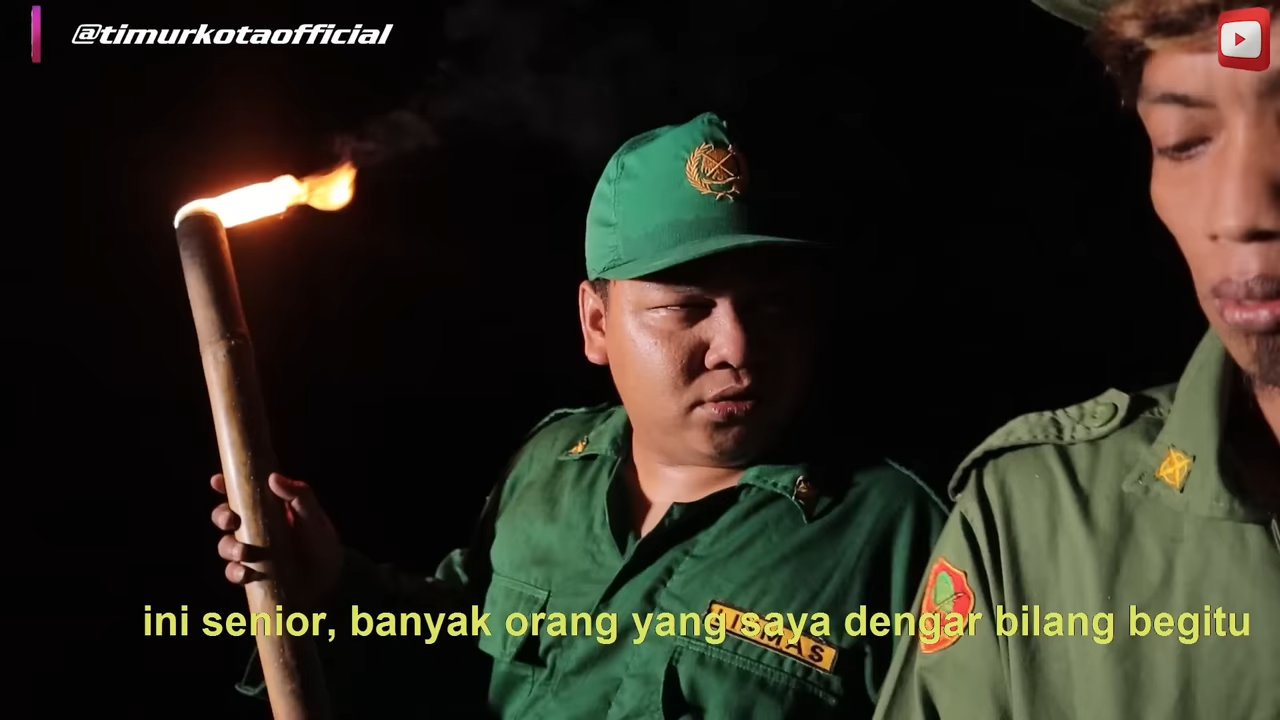 @timurkotaofficial
ini senior, banyak orang yang saya dengar bilang begitu